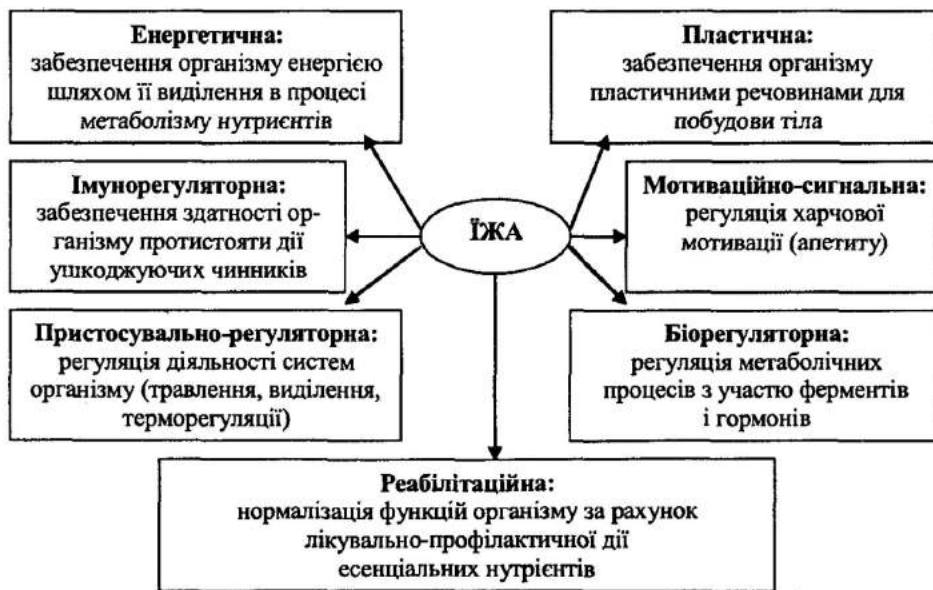 Енергетична:
забезпечення організму енергією
шляхом її виділення в процесі
метаболізму нутриєнтів
Пластична:
забезпечення організму
пластичними речовинами для
побудови тіла
Імунорегуляторна:
забезпечення здатності ор-
ганізму протистояти дії
ушкоджуючих чинників
ЇЖА
Мотиваційно-сигнальна:
регуляція харчової
мотивації (апетиту)
Пристосувально-регуляторна:
регуляція діяльності систем
організму (травлення, виділення,
терморегуляції)
Біорегуляторна:
регуляція метаболічних
процесів з участю ферментів
і гормонів
Реабілітаційна:
нормалізація функцій організму за рахунок
лікувально-профілактичної дії
есенціальних нутрієнтів